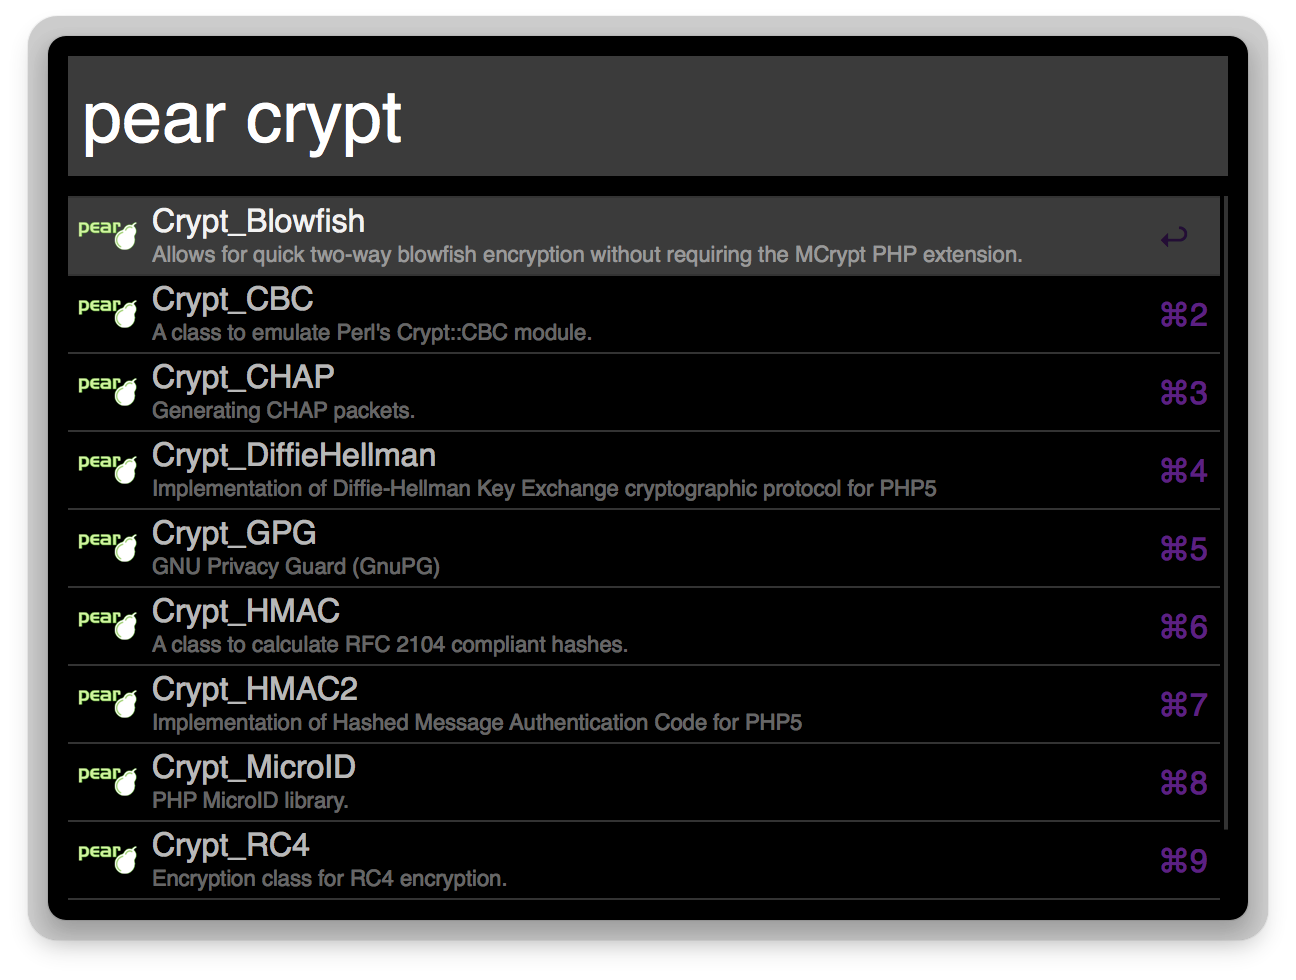 pear crypt
pear Crypt_Blowfish
Allows for quick two-way blowfish encryption without requiring the MCrypt PHP extension.
↩
pear Crypt_CBC
A class to emulate Perl's Crypt::CBC module.
⌘2
pear Crypt_CHAP
Generating CHAP packets.
⌘3
pear Crypt_DiffieHellman
Implementation of Diffie-Hellman Key Exchange cryptographic protocol for PHP5
⌘4
pear Crypt_GPG
GNU Privacy Guard (GnuPG)
⌘5
pear Crypt_HMAC
A class to calculate RFC 2104 compliant hashes.
⌘6
pear Crypt_HMAC2
Implementation of Hashed Message Authentication Code for PHP5
⌘7
pear Crypt_MicroID
PHP MicroID library.
⌘8
pear Crypt_RC4
Encryption class for RC4 encryption.
⌘9